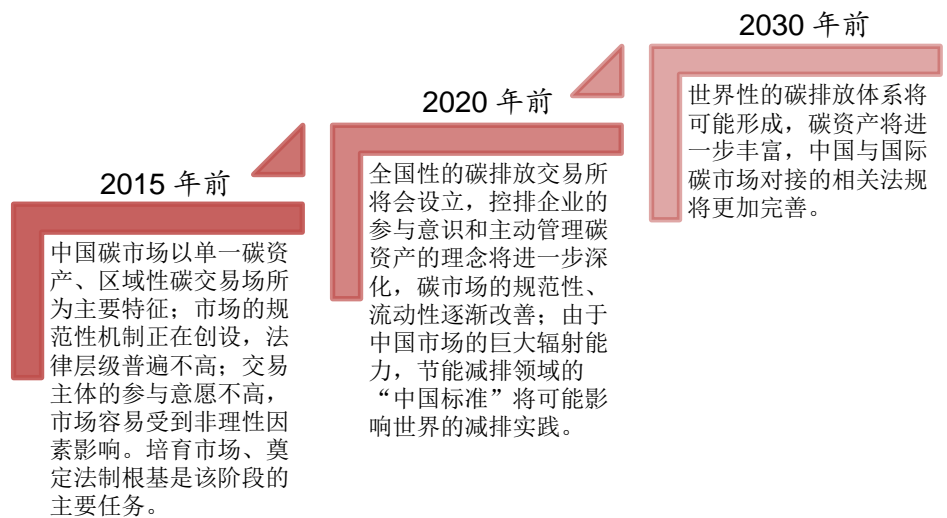 2015 年前
中国碳市场以单一碳资
产、区域性碳交易场所
为主要特征；市场的规
范性机制正在创设，法
律层级普遍不高；交易
主体的参与意愿不高，
市场容易受到非理性因
素影响。培育市场、奠
定法制根基是该阶段的
主要任务。
2020 年前
全国性的碳排放交易所
将会设立，控排企业的
参与意识和主动管理碳
资产的理念将进一步深
化，碳市场的规范性、
流动性逐渐改善；由于
中国市场的巨大辐射能
力，节能减排领域的
“中国标准”将可能影
响世界的减排实践。
2030 年前
世界性的碳排放体系将
可能形成，碳资产将进
一步丰富，中国与国际
碳市场对接的相关法规
将更加完善。